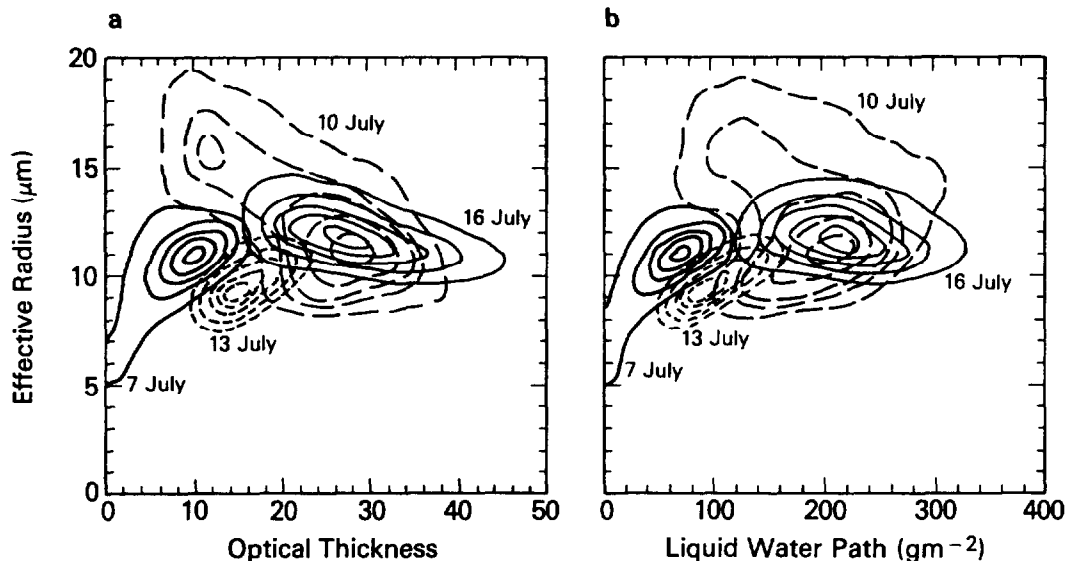 a
20
15
10
5
0
Effective Radius (μm)
10 July
16 July
13 July
7 July
0 10 20 30 40 50
Optical Thickness
b
10 July
16 July
13 July
7 July
0 100 200 300 400
Liquid Water Path (gm⁻²)